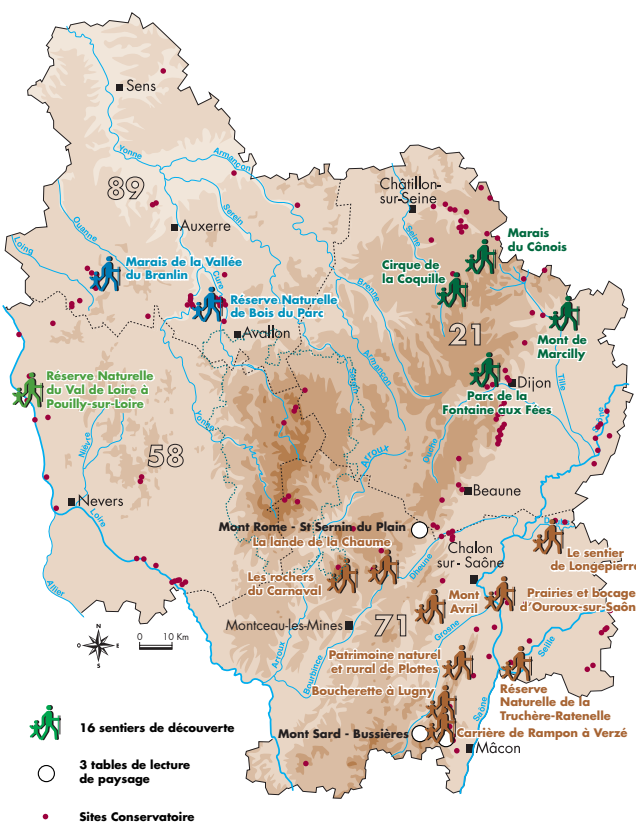 Sens
Yonne
Armançon
89
Serein
Châtillon-
sur-Seine
Auxerre
Ouanne
Loing
Seine
Marais
du Cônois
Marais de la Vallée
du Branlin
Cure
Cirque de
la Coquille
Brenne
Réserve Naturelle
de Bois du Parc
21
Avallon
Mont de
Marcilly
Armançon
Tille
Serein
Réserve Naturelle
du Val de Loire à
Pouilly-sur-Loire
Dijon
Parc de la
Fontaine aux Fées
Yonne
Saône
Nièvre
58
Arroux
Ouche
Nevers
Beaune
Loire
Mont Rome - St Sernin du Plain
La lande de la Chaume
Doubs
Le sentier
de Longepierre
Chalon
sur-Saône
Dheune
Allier
Les rochers
du Carnaval
Mont
Avril
Prairies et bocage
d'Ouroux-sur-Saône
Montceau-les-Mines
71
Grosne
O
N
E
S
0 10 Km
Arroux
Bourbince
Patrimoine naturel
et rural de Plottes
Seille
Boucherette à Lugny
Réserve
Naturelle de la
Truchère-Ratenelle
Saône
16 sentiers de découverte
Mont Sard - Bussières
Carrière de Rampon à Verzé
Mâcon
3 tables de lecture
de paysage
Sites Conservatoire